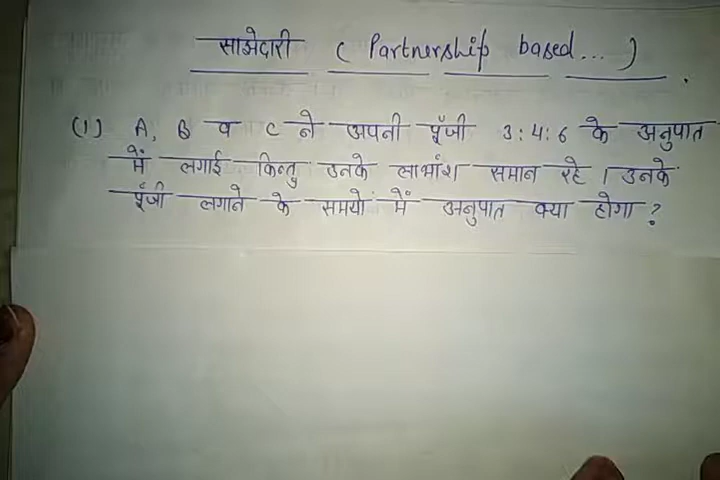 साझेदारी ( Partnership based... ) .
(1) A, B व C ने अपनी पूँजी 3:4:6 के अनुपात
में लगाई किन्तु उनके लाभांश समान रहे । उनके
पूँजी लगाने के समयों में अनुपात क्या होगा ?